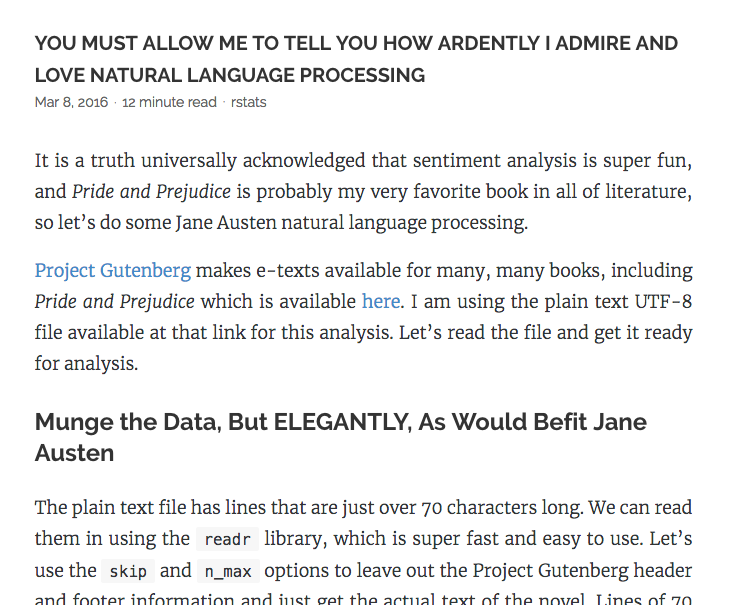 YOU MUST ALLOW ME TO TELL YOU HOW ARDENTLY I ADMIRE AND
LOVE NATURAL LANGUAGE PROCESSING
Mar 8, 2016 · 12 minute read · rstats
It is a truth universally acknowledged that sentiment analysis is super fun,
and Pride and Prejudice is probably my very favorite book in all of literature,
so let’s do some Jane Austen natural language processing.
Project Gutenberg makes e-texts available for many, many books, including
Pride and Prejudice which is available here. I am using the plain text UTF-8
file available at that link for this analysis. Let’s read the file and get it ready
for analysis.
Munge the Data, But ELEGANTLY, As Would Befit Jane
Austen
The plain text file has lines that are just over 70 characters long. We can read
them in using the readr library, which is super fast and easy to use. Let’s
use the skip and n_max options to leave out the Project Gutenberg header
and footer information and just get the actual text of the novel. Lines of 70